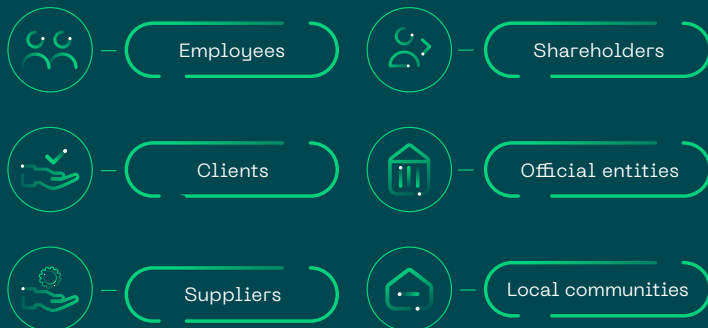 Employees
Shareholders
Clients
Official entities
Suppliers
Local communities